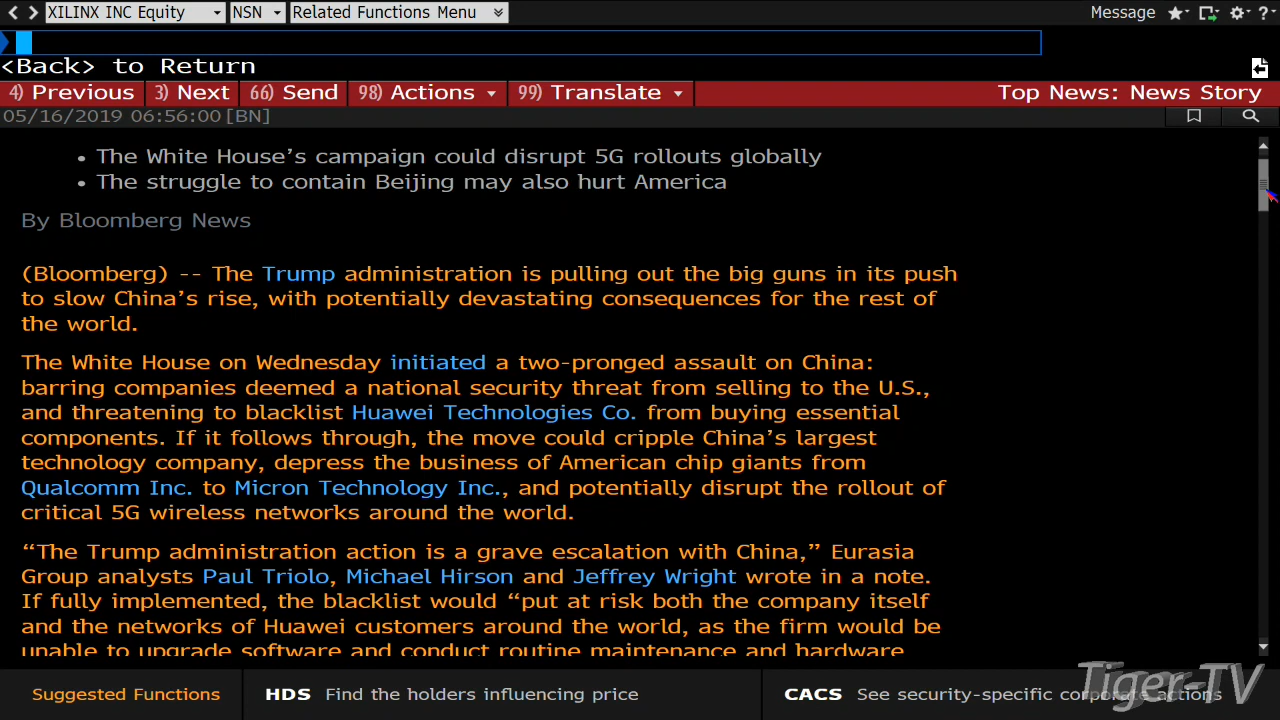 XILINX INC Equity NSN Related Functions Menu Message
<Back> to Return
4) Previous 3) Next 66) Send 98) Actions 99) Translate Top News: News Story
05/16/2019 06:56:00 [BN]
• The White House’s campaign could disrupt 5G rollouts globally
• The struggle to contain Beijing may also hurt America
By Bloomberg News
(Bloomberg) -- The Trump administration is pulling out the big guns in its push
to slow China’s rise, with potentially devastating consequences for the rest of
the world.
The White House on Wednesday initiated a two-pronged assault on China:
barring companies deemed a national security threat from selling to the U.S.,
and threatening to blacklist Huawei Technologies Co. from buying essential
components. If it follows through, the move could cripple China’s largest
technology company, depress the business of American chip giants from
Qualcomm Inc. to Micron Technology Inc., and potentially disrupt the rollout of
critical 5G wireless networks around the world.
“The Trump administration action is a grave escalation with China,” Eurasia
Group analysts Paul Triolo, Michael Hirson and Jeffrey Wright wrote in a note.
If fully implemented, the blacklist would “put at risk both the company itself
and the networks of Huawei customers around the world, as the firm would be
unable to upgrade software and conduct routine maintenance and hardware
Suggested Functions HDS Find the holders influencing price CACS See security-specific corporate actions
Tiger-TV